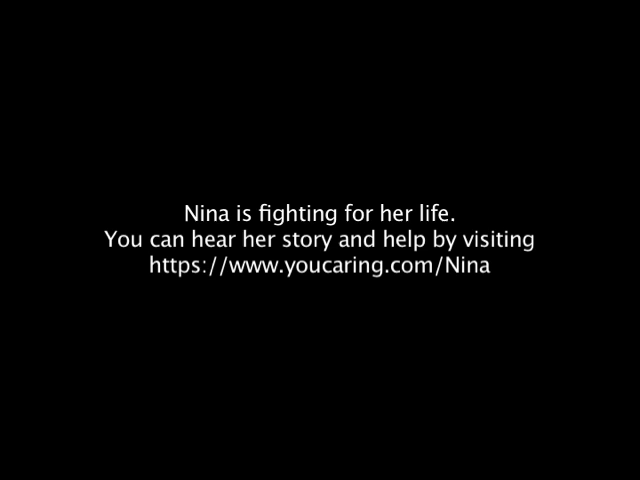 Nina is fighting for her life.
You can hear her story and help by visiting
https://www.youcaring.com/Nina